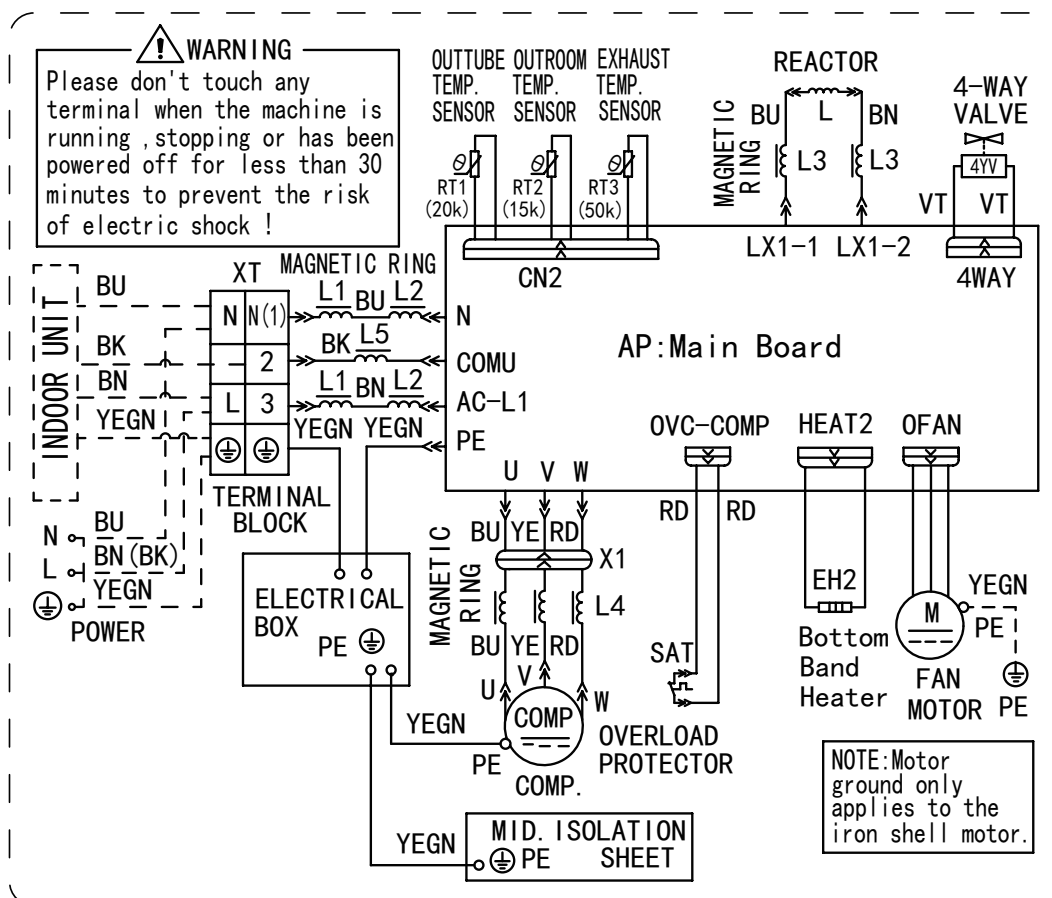 WARNING
Please don't touch any
terminal when the machine is
running ,stopping or has been
powered off for less than 30
minutes to prevent the risk
of electric shock !
OUTTUBE
TEMP.
SENSOR
OUTROOM
TEMP.
SENSOR
EXHAUST
TEMP.
SENSOR
θ
RT1
(20k)
θ
RT2
(15k)
θ
RT3
(50k)
CN2
REACTOR
BU
L
BN
MAGNETIC
RING
L3
L3
LX1-1
LX1-2
4-WAY
VALVE
4YV
VT
VT
4WAY
INDOOR UNIT
BU
BK
BN
YEGN
XT
N
N(1)
2
L
3
TERMINAL
BLOCK
MAGNETIC RING
L1
BU
L2
N
BK
L5
COMU
L1
BN
L2
AC-L1
YEGN
YEGN
PE
AP:Main Board
N
BU
L
BN(BK)
YEGN
POWER
ELECTRICAL
BOX
PE
U
V
W
BU
YE
RD
X1
MAGNETIC
RING
L4
BU
YE
RD
U
V
W
COMP
PE
COMP.
YEGN
YEGN
MID. ISOLATION
PE
SHEET
OVC-COMP
RD
RD
SAT
OVERLOAD
PROTECTOR
HEAT2
EH2
Bottom
Band
Heater
OFAN
M
YEGN
PE
FAN
MOTOR
PE
NOTE:Motor
ground only
applies to the
iron shell motor.